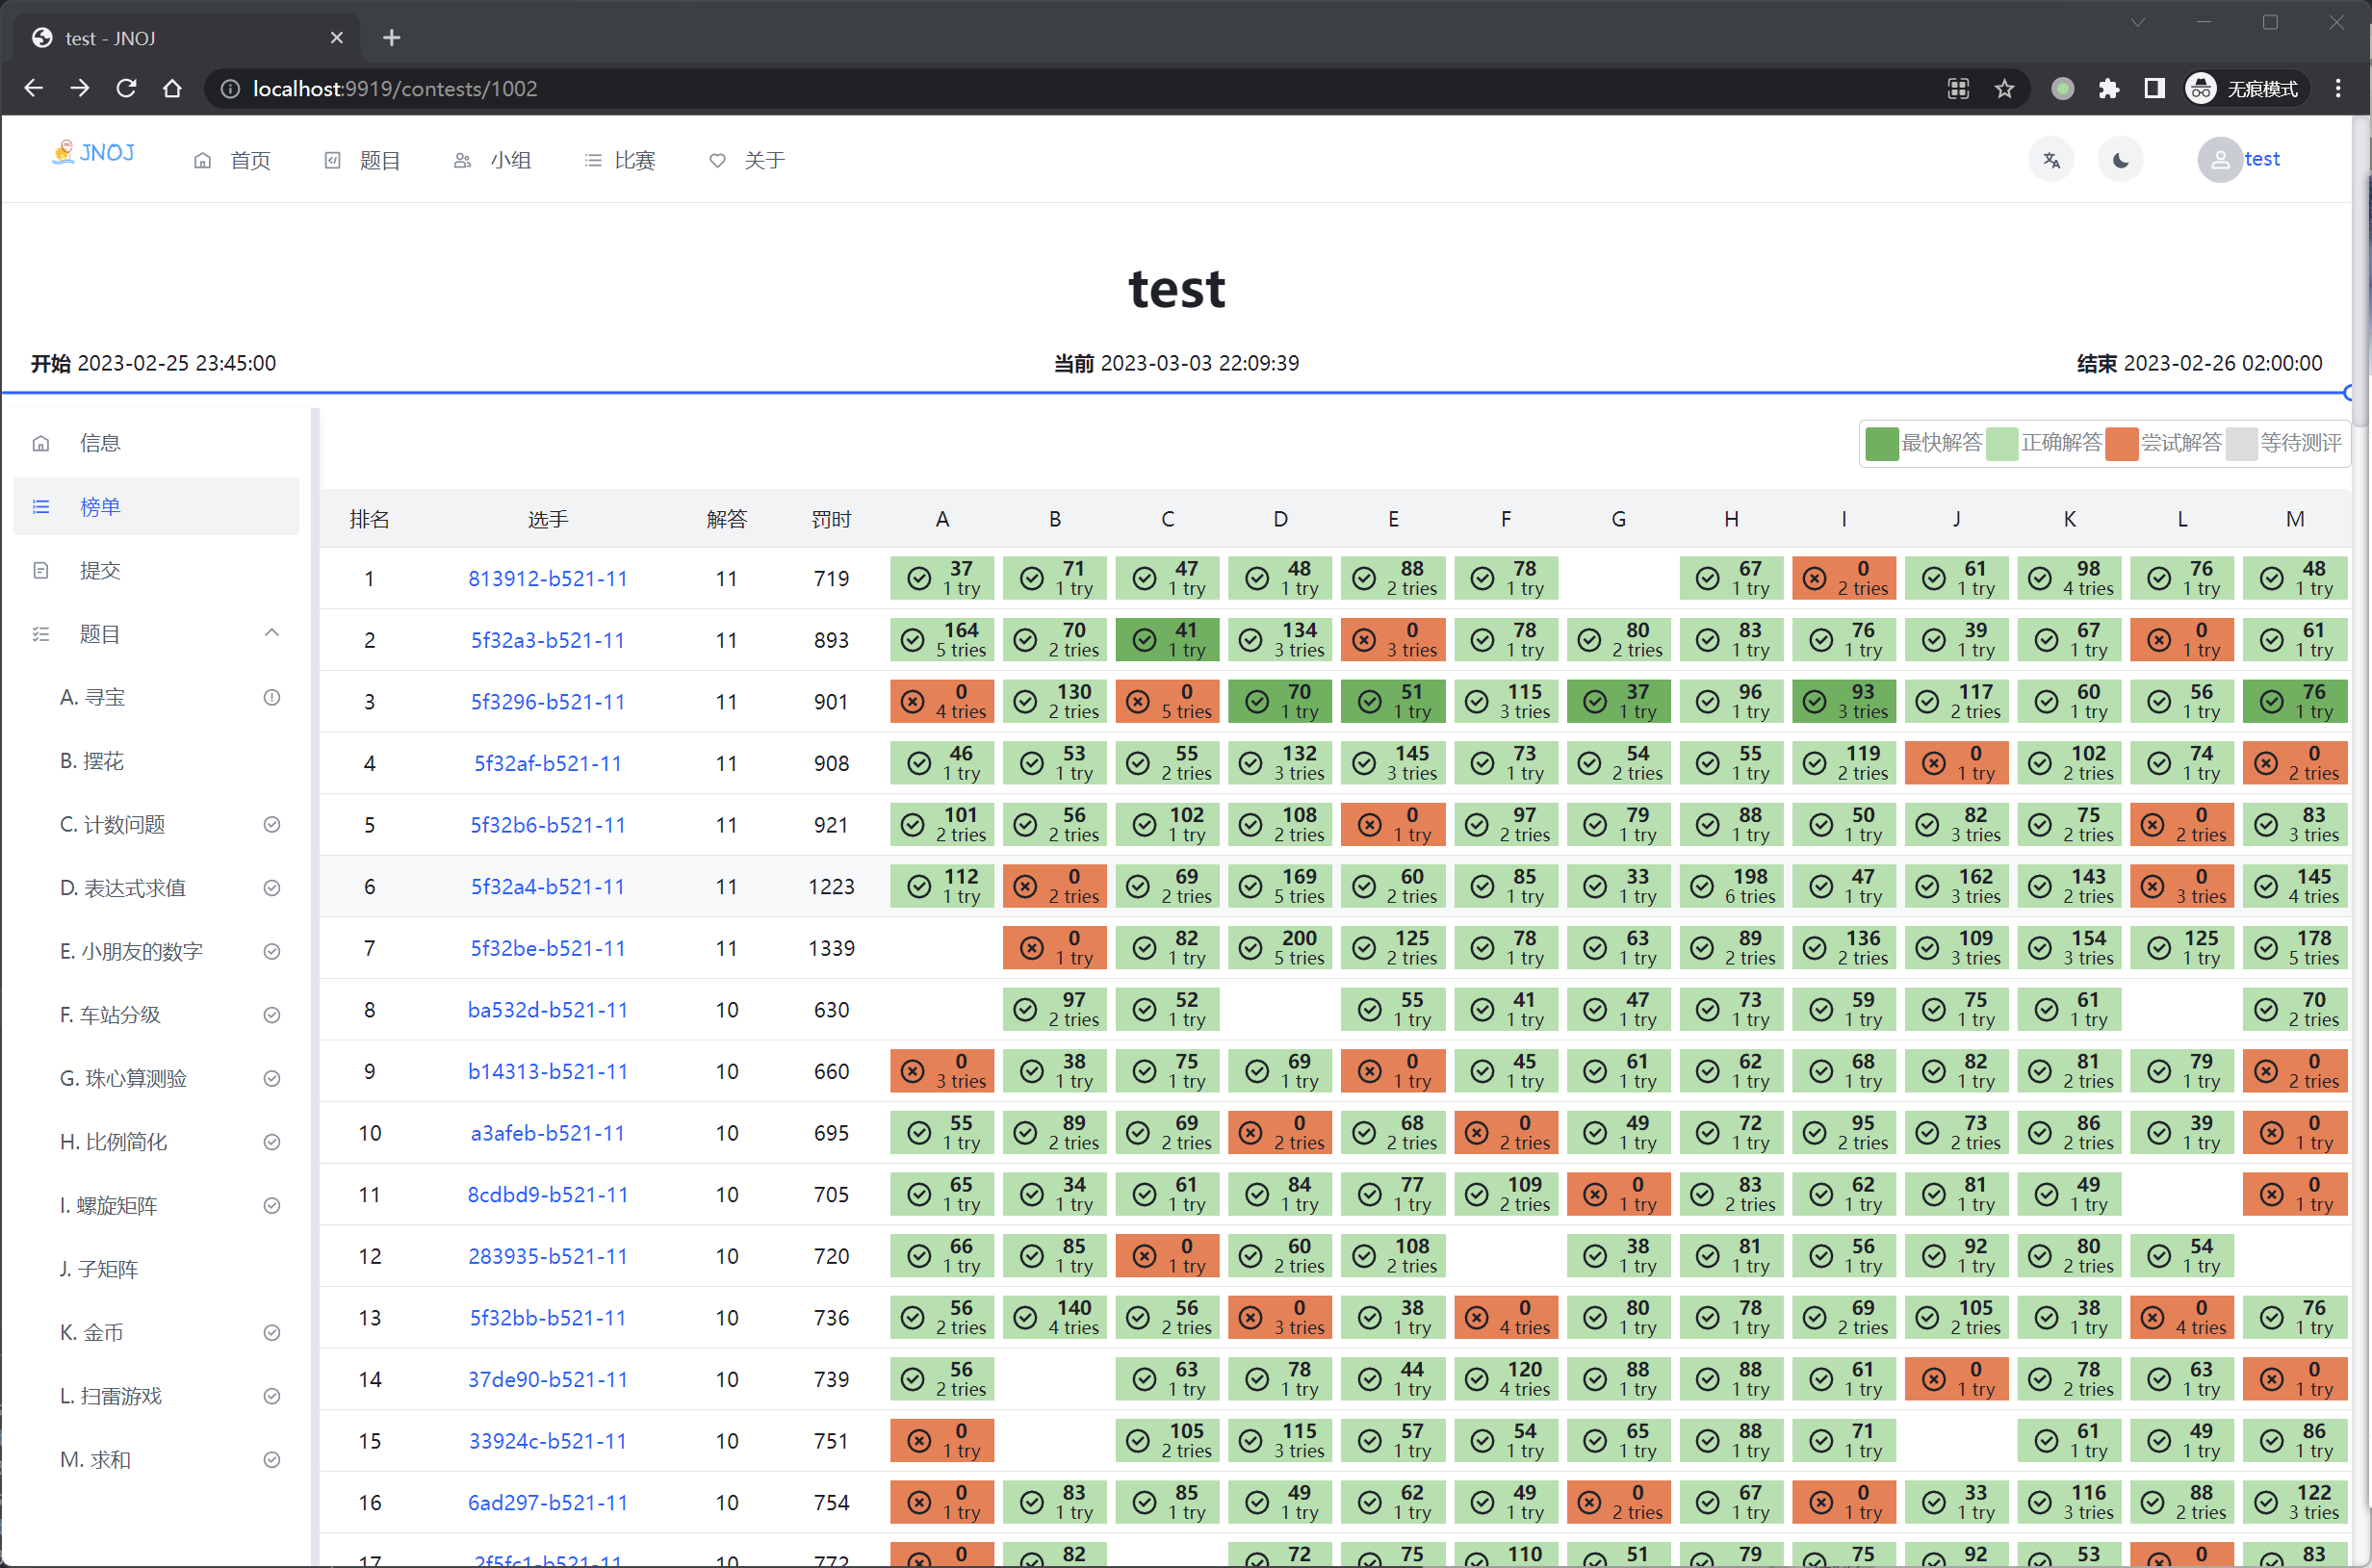 test - JNOJ
localhost:9919/contests/1002
无痕模式
JNOJ 首页 题目 小组 比赛 关于 test
test
开始 2023-02-25 23:45:00 当前 2023-03-03 22:09:39 结束 2023-02-26 02:00:00
最快解答 正确解答 尝试解答 等待测评
信息
榜单
提交
题目
A. 寻宝
B. 摆花
C. 计数问题
D. 表达式求值
E. 小朋友的数字
F. 车站分级
G. 珠心算测验
H. 比例简化
I. 螺旋矩阵
J. 子矩阵
K. 金币
L. 扫雷游戏
M. 求和
排名 选手 解答 罚时 A B C D E F G H I J K L M
1 813912-b521-11 11 719 37 71 47 48 88 78 67 0 61 98 76 48
1 try 1 try 1 try 1 try 2 tries 1 try 1 try 2 tries 1 try 4 tries 1 try 1 try
2 5f32a3-b521-11 11 893 164 70 41 134 0 78 80 83 76 39 67 0 61
5 tries 2 tries 1 try 3 tries 3 tries 1 try 2 tries 1 try 1 try 1 try 1 try 1 try 1 try
3 5f3296-b521-11 11 901 0 130 0 70 51 115 37 96 93 117 60 56 76
4 tries 2 tries 5 tries 1 try 1 try 3 tries 1 try 1 try 3 tries 2 tries 1 try 1 try 1 try
4 5f32af-b521-11 11 908 46 53 55 132 145 73 54 55 119 0 102 74 0
1 try 1 try 2 tries 3 tries 3 tries 1 try 2 tries 1 try 2 tries 1 try 2 tries 1 try 2 tries
5 5f32b6-b521-11 11 921 101 56 102 108 0 97 79 88 50 82 75 0 83
2 tries 2 tries 1 try 2 tries 1 try 2 tries 1 try 1 try 1 try 3 tries 2 tries 2 tries 3 tries
6 5f32a4-b521-11 11 1223 112 0 69 169 60 85 33 198 47 162 143 0 145
1 try 2 tries 2 tries 5 tries 2 tries 1 try 1 try 6 tries 1 try 3 tries 2 tries 3 tries 4 tries
7 5f32be-b521-11 11 1339 0 82 200 125 78 63 89 136 109 154 125 178
1 try 1 try 5 tries 2 tries 1 try 1 try 2 tries 2 tries 3 tries 3 tries 1 try 5 tries
8 ba532d-b521-11 10 630 97 52 55 41 47 73 59 75 61 70
2 tries 1 try 1 try 1 try 1 try 1 try 1 try 1 try 1 try 2 tries
9 b14313-b521-11 10 660 0 38 75 69 0 45 61 62 68 82 81 79 0
3 tries 1 try 1 try 1 try 1 try 1 try 1 try 1 try 1 try 1 try 2 tries 1 try 2 tries
10 a3afeb-b521-11 10 695 55 89 69 0 68 0 49 72 95 73 86 39 0
1 try 2 tries 2 tries 2 tries 2 tries 2 tries 1 try 1 try 2 tries 2 tries 2 tries 1 try 1 try
11 8cdbd9-b521-11 10 705 65 34 61 84 77 109 0 83 62 81 49 0
1 try 1 try 1 try 1 try 1 try 2 tries 1 try 2 tries 1 try 1 try 1 try 1 try
12 283935-b521-11 10 720 66 85 0 60 108 38 81 56 92 80 54
1 try 1 try 1 try 2 tries 2 tries 1 try 1 try 1 try 1 try 2 tries 1 try
13 5f32bb-b521-11 10 736 56 140 56 0 38 0 80 78 69 105 38 0 76
2 tries 4 tries 2 tries 3 tries 1 try 4 tries 1 try 1 try 2 tries 2 tries 1 try 4 tries 1 try
14 37de90-b521-11 10 739 56 63 78 44 120 88 88 61 0 78 63 0
2 tries 1 try 1 try 1 try 4 tries 1 try 1 try 1 try 1 try 2 tries 1 try 1 try
15 33924c-b521-11 10 751 0 105 115 57 54 65 88 71 61 49 86
1 try 2 tries 3 tries 1 try 1 try 1 try 1 try 1 try 1 try 1 try 1 try
16 6ad297-b521-11 10 754 0 83 85 49 62 49 0 67 0 33 116 88 122
1 try 1 try 1 try 1 try 1 try 1 try 2 tries 1 try 1 try 1 try 3 tries 2 tries 3 tries
17 2f5fc1-b521-11 10 772 0 82 72 75 110 51 79 75 92 53 0 83